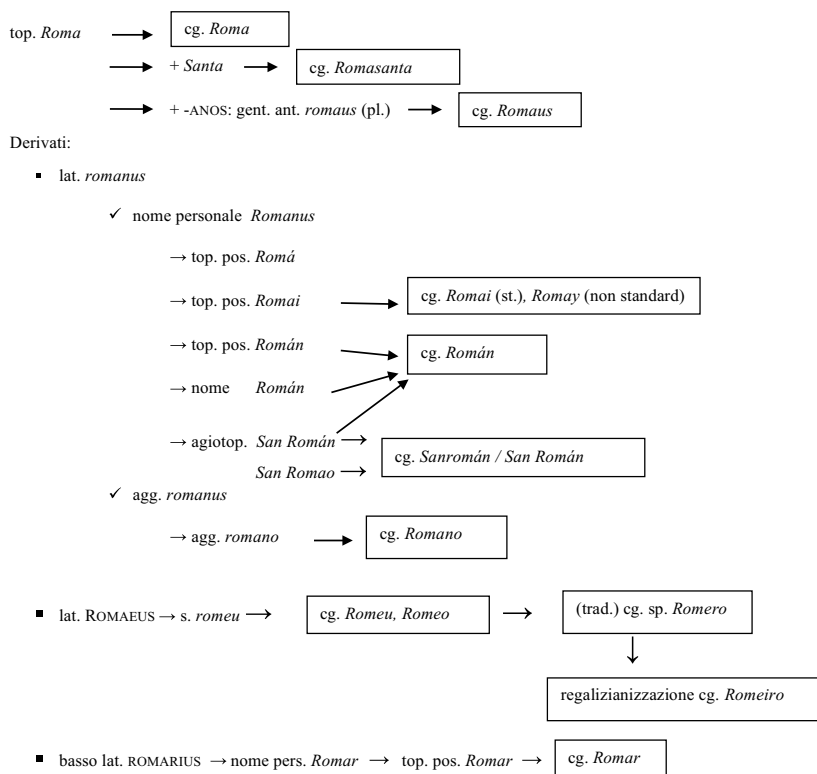 top. Roma → cg. Roma
→ + Santa → cg. Romasanta
→ + -ANOS: gent. ant. romaus (pl.) → cg. Romaus
Derivati:
▪ lat. romanus
✓ nome personale Romanus
→ top. pos. Romá
→ top. pos. Romai → cg. Romai (st.), Romay (non standard)
→ top. pos. Román → cg. Román
→ nome Román
→ agiotop. San Román → cg. Sanromán / San Román
San Romao →
✓ agg. romanus
→ agg. romano → cg. Romano
▪ lat. ROMAEUS → s. romeu → cg. Romeu, Romeo → (trad.) cg. sp. Romero
↓
regalizianizzazione cg. Romeiro
▪ basso lat. ROMARIUS → nome pers. Romar → top. pos. Romar → cg. Romar